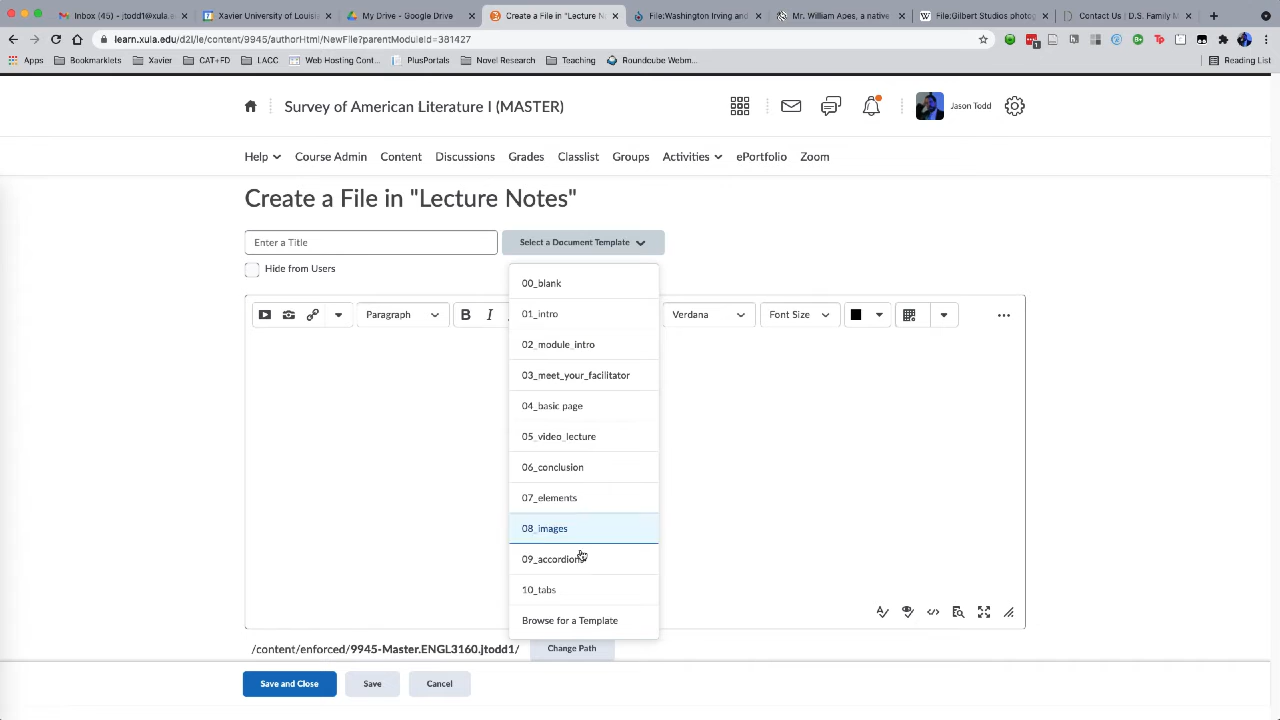 M jtodd1@xula.e
Xavier University of Louisi
My Drive - Google Drive
Create a File in "Lecture N
File:Washington Irving and
Mr. William Apes, a native
File:Gilbert Studios photog
Contact Us | D.S. Family M
learn.xula.edu/d2l/le/content/9945/authorHtml/NewFile?parentModuleId=381427
Apps
Bookmarklets
Xavier
CAT+FD
LACC
Web Hosting Cont...
PlusPortals
Novel Research
Teaching
Roundcube Webm...
Reading List
Survey of American Literature I (MASTER)
Jason Todd
Help
Course Admin
Content
Discussions
Grades
Classlist
Groups
Activities
ePortfolio
Zoom
Create a File in "Lecture Notes"
Enter a Title
Select a Document Template
Hide from Users
00_blank
01_intro
02_module_intro
03_meet_your_facilitator
04_basic page
05_video_lecture
06_conclusion
07_elements
08_images
09_accordions
10_tabs
Browse for a Template
Paragraph
B
I
Verdana
Font Size
/content/enforced/9945-Master.ENGL3160.jtodd1/
Change Path
Save and Close
Save
Cancel